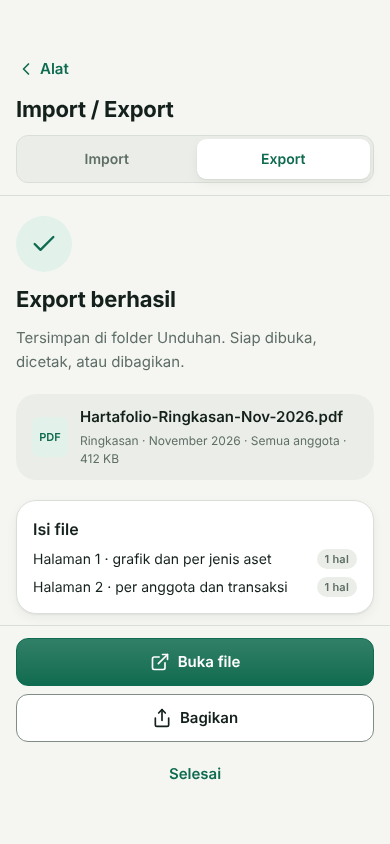 Alat
Import / Export
Import
Export
Export berhasil
Tersimpan di folder Unduhan. Siap dibuka,
dicetak, atau dibagikan.
PDF
Hartafolio-Ringkasan-Nov-2026.pdf
Ringkasan · November 2026 · Semua anggota ·
412 KB
Isi file
Halaman 1 · grafik dan per jenis aset
1 hal
Halaman 2 · per anggota dan transaksi
1 hal
Buka file
Bagikan
Selesai